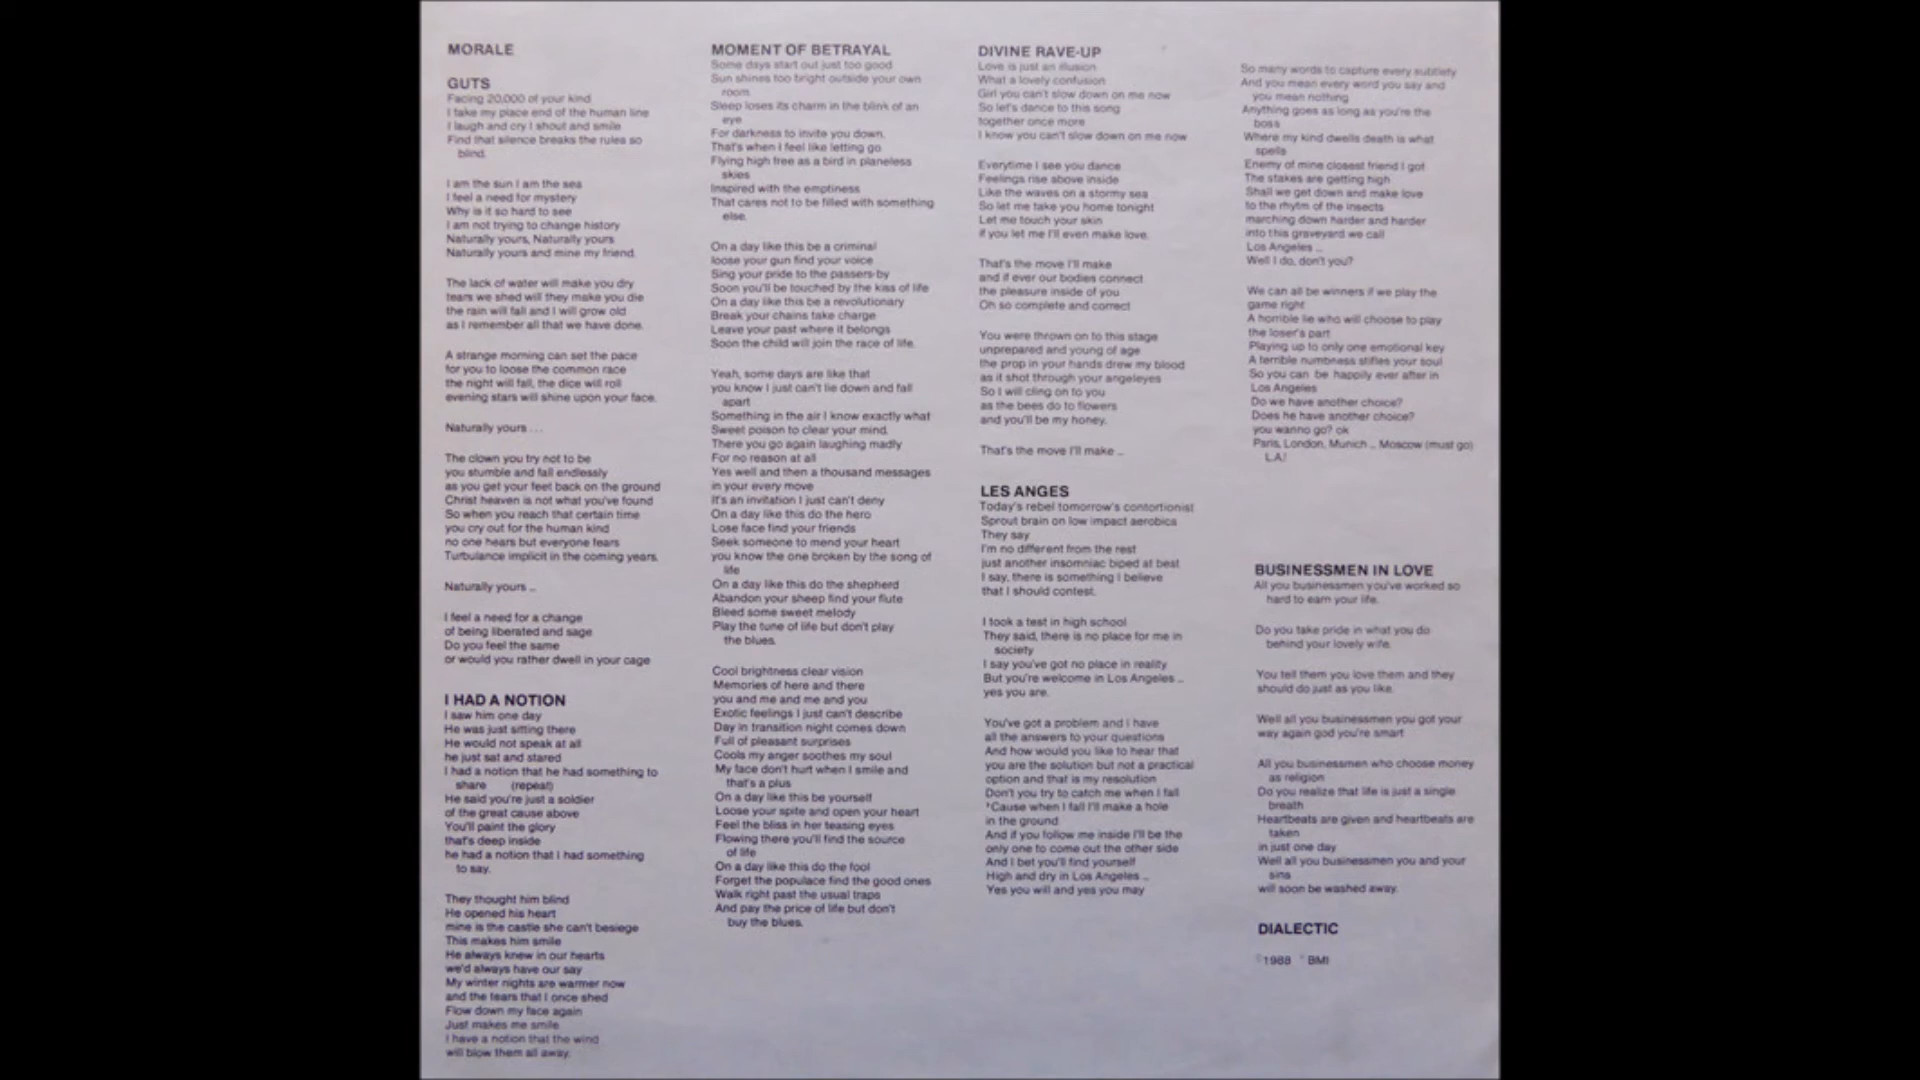 MORALE
GUTS
Facing 20,000 of your kind
I take my place end of the human line
I laugh and cry I shout and smile
Find that silence breaks the rules so
blind.
I am the sun I am the sea
I feel a need for mystery
Why is it so hard to see
I am not trying to change history
Naturally yours, Naturally yours
Naturally yours and mine my friend.
The lack of water will make you dry
tears we shed will they make you die
the rain will fall and I will grow old
as I remember all that we have done.
A strange morning can set the pace
for you to loose the common race
the night will fall, the dice will roll
evening stars will shine upon your face.
Naturally yours ...
The clown you try not to be
you stumble and fall endlessly
as you get your feet back on the ground
Christ heaven is not what you've found
So when you reach that certain time
you cry out for the human kind
no one hears but everyone fears
Turbulance implicit in the coming years.
Naturally yours ...
I feel a need for a change
of being liberated and sage
Do you feel the same
or would you rather dwell in your cage
I HAD A NOTION
I saw him one day
He was just sitting there
He would not speak at all
he just sat and stared
I had a notion that he had something to
share (repeat)
He said you're just a soldier
of the great cause above
You'll paint the glory
that's deep inside
he had a notion that I had something
to say.
They thought him blind
He opened his heart
mine is the castle she can't besiege
This makes him smile
He always knew in our hearts
we'd always have our say
My winter nights are warmer now
and the tears that I once shed
Flow down my face again
Just makes me smile
I have a notion that the wind
will blow them all away.
MOMENT OF BETRAYAL
Some days start out just too good
Sun shines too bright outside your own
room
Sleep loses its charm in the blink of an
eye
For darkness to invite you down.
That's when I feel like letting go
Flying high free as a bird in planeless
skies
Inspired with the emptiness
That cares not to be filled with something
else.
On a day like this be a criminal
loose your gun find your voice
Sing your pride to the passers-by
Soon you'll be touched by the kiss of life
On a day like this be a revolutionary
Break your chains take charge
Leave your past where it belongs
Soon the child will join the race of life.
Yeah, some days are like that
you know I just can't lie down and fall
apart
Something in the air I know exactly what
Sweet poison to clear your mind.
There you go again laughing madly
For no reason at all
Yes well and then a thousand messages
in your every move
It's an invitation I just can't deny
On a day like this do the hero
Lose face find your friends
Seek someone to mend your heart
you know the one broken by the song of
life
On a day like this do the shepherd
Abandon your sheep find your flute
Bleed some sweet melody
Play the tune of life but don't play
the blues.
Cool brightness clear vision
Memories of here and there
you and me and me and you
Exotic feelings I just can't describe
Day in transition night comes down
Full of pleasant surprises
Cools my anger soothes my soul
My face don't hurt when I smile and
that's a plus
On a day like this be yourself
Loose your spite and open your heart
Feel the bliss in her teasing eyes
Flowing there you'll find the source
of life
On a day like this do the fool
Forget the populace find the good ones
Walk right past the usual traps
And pay the price of life but don't
buy the blues.
DIVINE RAVE-UP
Love is just an illusion
What a lovely confusion
Girl you can't slow down on me now
So let's dance to this song
together once more
I know you can't slow down on me now
Everytime I see you dance
Feelings rise above inside
Like the waves on a stormy sea
So let me take you home tonight
Let me touch your skin
if you let me I'll even make love.
That's the move I'll make
and if ever our bodies connect
the pleasure inside of you
Oh so complete and correct
You were thrown on to this stage
unprepared and young of age
the prop in your hands drew my blood
as it shot through your angeleyes
So I will cling on to you
as the bees do to flowers
and you'll be my honey.
That's the move I'll make ...
LES ANGES
Today's rebel tomorrow's contortionist
Sprout brain on low impact aerobics
They say
I'm no different from the rest
just another insomniac biped at best
I say, there is something I believe
that I should contest.
I took a test in high school
They said, there is no place for me in
society
I say you've got no place in reality
But you're welcome in Los Angeles ...
yes you are.
You've got a problem and I have
all the answers to your questions
And how would you like to hear that
you are the solution but not a practical
option and that is my resolution
Don't you try to catch me when I fall
'Cause when I fall I'll make a hole
in the ground
And if you follow me inside I'll be the
only one to come out the other side
And I bet you'll find yourself
High and dry in Los Angeles ...
Yes you will and yes you may
So many words to capture every subtlety
And you mean every word you say and
you mean nothing
Anything goes as long as you're the
boss
Where my kind dwells death is what
spells
Enemy of mine closest friend I got
The stakes are getting high
Shall we get down and make love
to the rhytm of the insects
marching down harder and harder
into this graveyard we call
Los Angeles ...
Well I do, don't you?
We can all be winners if we play the
game right
A horrible lie who will choose to play
the loser's part
Playing up to only one emotional key
A terrible numbness stifles your soul
So you can be happily ever after in
Los Angeles
Do we have another choice?
Does he have another choice?
you wanno go? ok
Paris, London, Munich ... Moscow (must go)
L.A.!
BUSINESSMEN IN LOVE
All you businessmen you've worked so
hard to earn your life.
Do you take pride in what you do
behind your lovely wife.
You tell them you love them and they
should do just as you like.
Well all you businessmen you got your
way again god you're smart
All you businessmen who choose money
as religion
Do you realize that life is just a single
breath
Heartbeats are given and heartbeats are
taken
in just one day
Well all you businessmen you and your
sins
will soon be washed away.
DIALECTIC
©1988 BMI